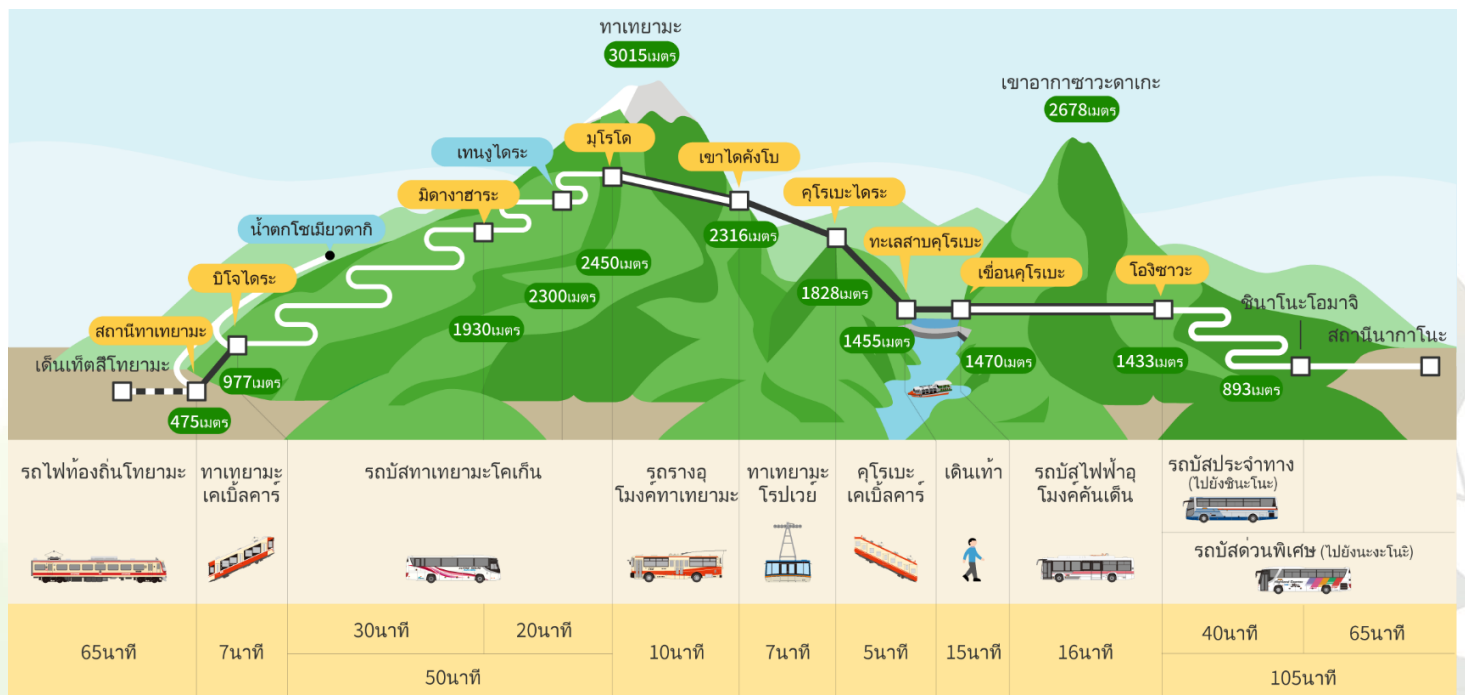 ทาเทยามะ
3015เมตร
เขาอากาซาวะดาเกะ
2678เมตร
มุโรโด
เทนงูไดระ
เขาไดคังโบ
มิดางาฮาระ
คุโรเบะไดระ
น้ำตกโชเมียวดากิ
2316เมตร
ทะเลสาบคุโรเบะ
2450เมตร
เขื่อนคุโรเบะ
โองิซาวะ
บิโจไดระ
2300เมตร
1828เมตร
ชินาโนะโอมาจิ
สถานีทาเทยามะ
1930เมตร
สถานีนากาโนะ
1455เมตร
เด็นเท็ตสึโทยามะ
1470เมตร
1433เมตร
977เมตร
893เมตร
475เมตร
รถไฟท้องถิ่นโทยามะ
ทาเทยามะ
เคเบิ้ลคาร์
รถบัสทาเทยามะโคเก็น
รถรางอุ
โมงค์ทาเทยามะ
ทาเทยามะ
โรปเวย
คุโรเบะ
เคเบิ้ลคาร์
เดินเท้า
รถบัสไฟฟ้าอุ
โมงค์คันเด็น
รถบัสประจำทาง
(ไปยังชินะโนะ)
รถบัสด่วนพิเศษ (ไปยังนะงะโนะ)
65นาที
7นาที
30นาที
20นาที
50นาที
10นาที
7นาที
5นาที
15นาที
16นาที
40นาที
65นาที
105นาที